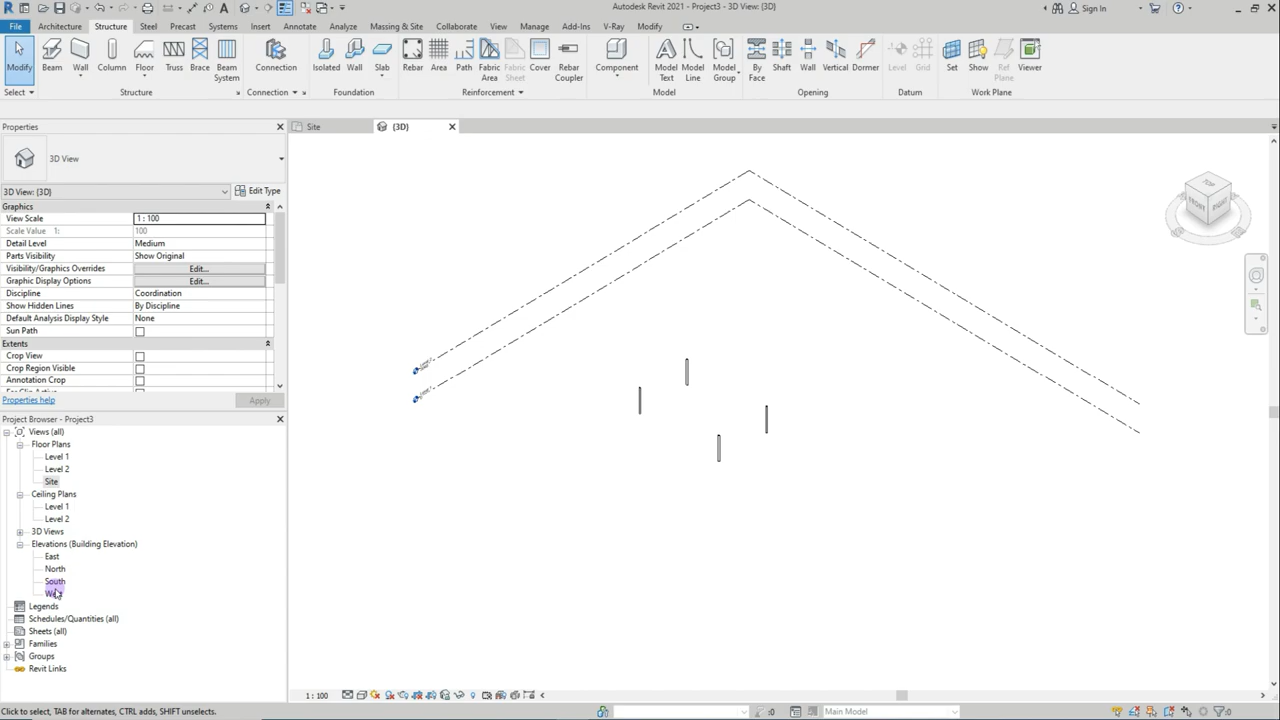 Autodesk Revit 2021 - Project3 - 3D View: {3D}
Sign In
File Architecture Structure Steel Precast Systems Insert Annotate Analyze Massing & Site Collaborate View Manage Add-Ins V-Ray Modify
Modify Beam Wall Column Floor Truss Brace Beam System Connection Isolated Wall Slab Rebar Area Path Fabric Area Fabric Sheet Cover Rebar Coupler Component Model Text Model Line Model Group By Face Shaft Wall Vertical Dormer Level Grid Set Show Ref Plane Viewer
Select Structure Connection Foundation Reinforcement Model Opening Datum Work Plane
Properties
Site
{3D}
3D View
3D View: {3D}
Edit Type
Graphics
View Scale 1 : 100
Scale Value 1: 100
Detail Level Medium
Parts Visibility Show Original
Visibility/Graphics Overrides Edit...
Graphic Display Options Edit...
Discipline Coordination
Show Hidden Lines By Discipline
Default Analysis Display Style None
Sun Path
Extents
Crop View
Crop Region Visible
Annotation Crop
Properties help
Apply
Project Browser - Project3
Views (all)
Floor Plans
Level 1
Level 2
Site
Ceiling Plans
Level 1
Level 2
3D Views
Elevations (Building Elevation)
East
North
South
Legends
Schedules/Quantities (all)
Sheets (all)
Families
Groups
Revit Links
TOP
FRONT
RIGHT
1 : 100
Click to select, TAB for alternates, CTRL adds, SHIFT unselects.
:0
Main Model
:0